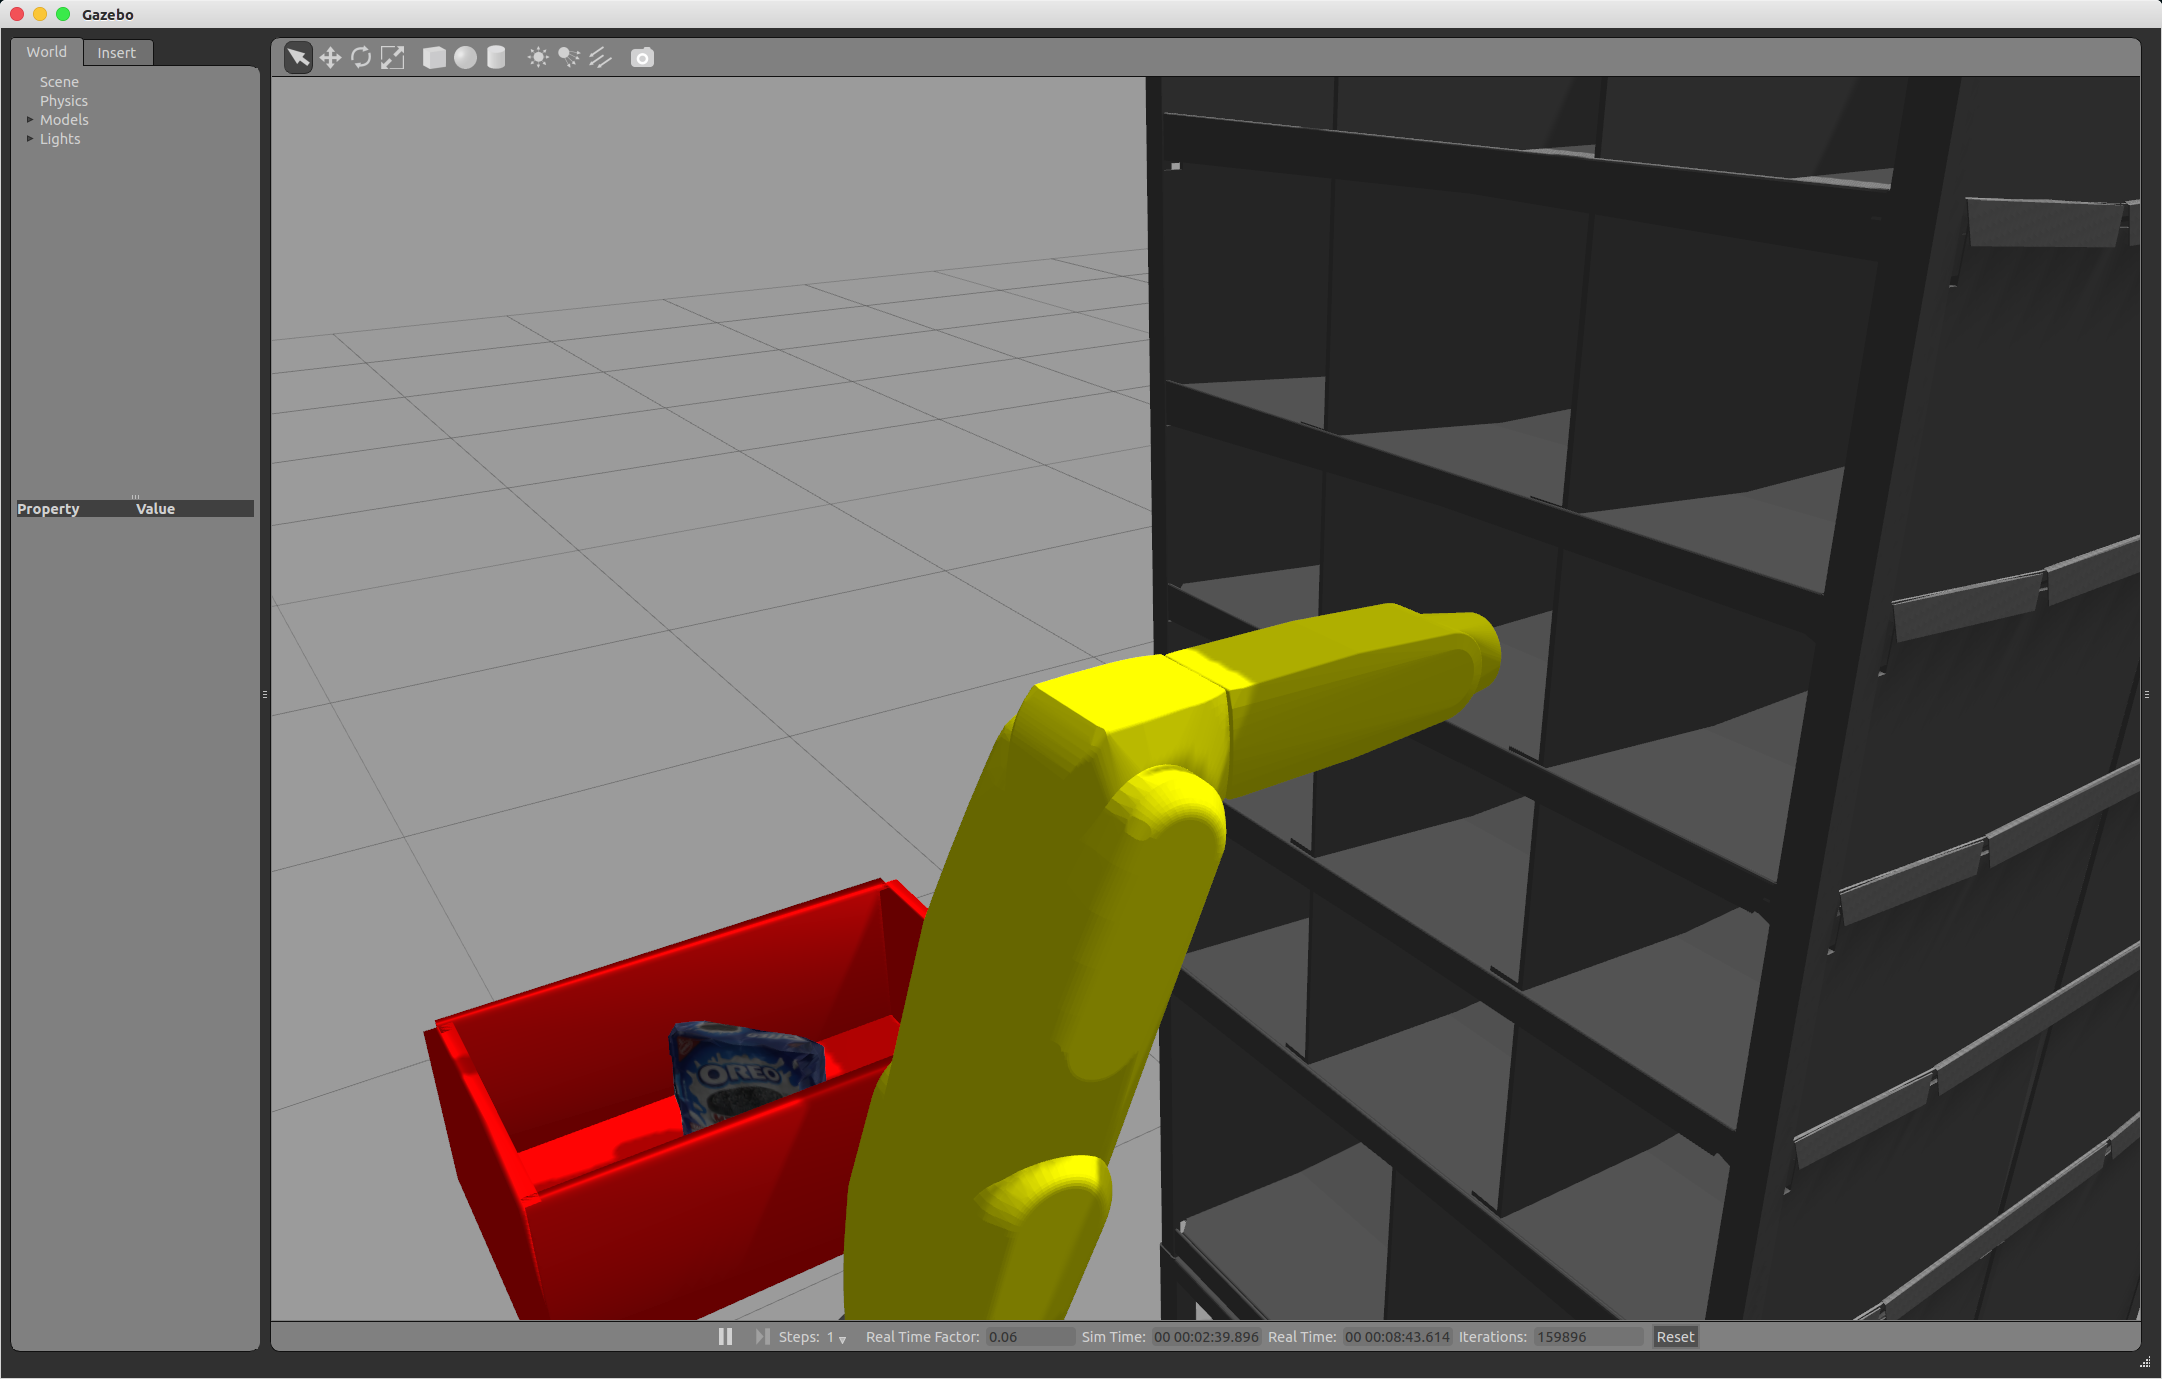 Gazebo
World
Insert
Scene
Physics
Models
Lights
Property Value
OREO
Steps: 1 Real Time Factor: 0.06 Sim Time: 00 00:02:39.896 Real Time: 00 00:08:43.614 Iterations: 159896 Reset